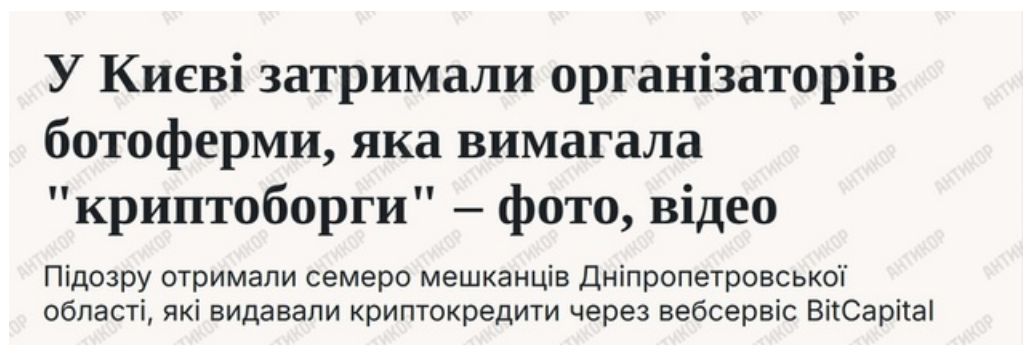 У Києві затримали організаторів
ботоферми, яка вимагала
"криптоборги" – фото, відео
Підозру отримали семеро мешканців Дніпропетровської
області, які видавали криптокредити через вебсервіс BitCapital
АНТИКОР